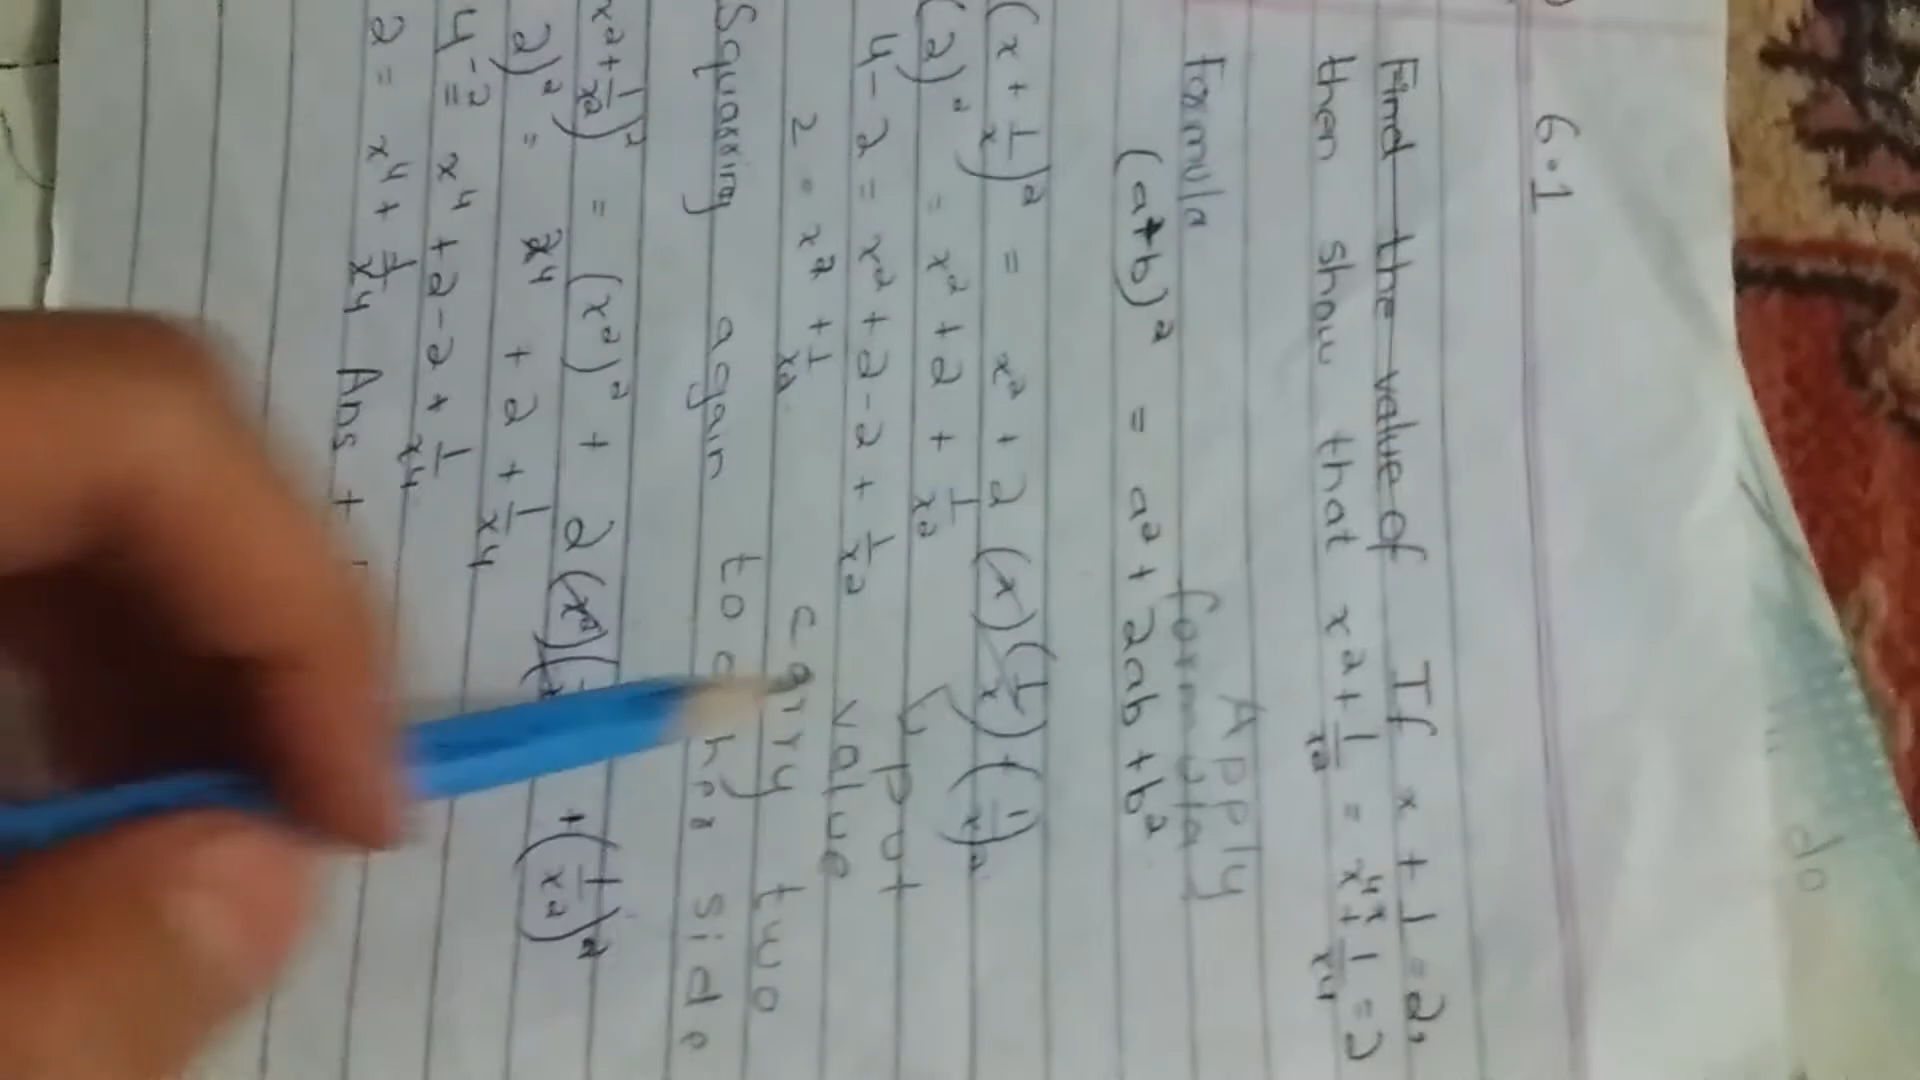 6.1
Find the value of If x + 1 = 2,
then show that x² + 1/x² = x⁴ + 1/x⁴ = 2
Apply
Formula formula
(a+b)² = a² + 2ab + b²
(x + 1/x)² = x² + 2(x)(1/x) + (1/x)²
(2)² = x² + 2 + 1/x² put
4-2 = x² + 2 - 2 + 1/x² value
2 = x² + 1/x² carry two
Squarring again to side
x² + 1/x²)² = (x²)² + 2(x²)( + (1/x²)²
2)² = x⁴ + 2 + 1/x⁴
4-2 = x⁴ + 2 - 2 + 1/x⁴
2 = x⁴ + 1/x⁴ Ans +
do